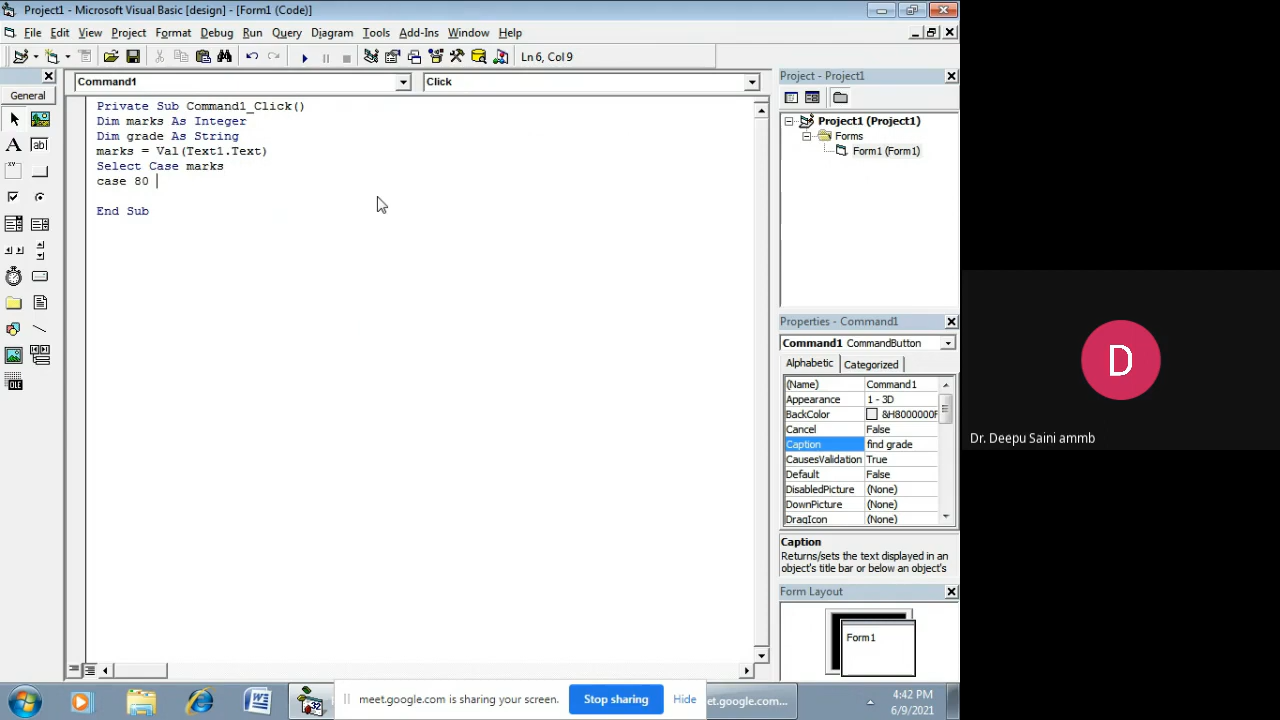 Project1 - Microsoft Visual Basic [design] - [Form1 (Code)]
File Edit View Project Format Debug Run Query Diagram Tools Add-Ins Window Help
Ln 6, Col 9
General
Command1
Click
Private Sub Command1_Click()
Dim marks As Integer
Dim grade As String
marks = Val(Text1.Text)
Select Case marks
case 80
End Sub
Project - Project1
Project1 (Project1)
Forms
Form1 (Form1)
Properties - Command1
Command1 CommandButton
Alphabetic Categorized
(Name) Command1
Appearance 1 - 3D
BackColor &H8000000F
Cancel False
Caption find grade
CausesValidation True
Default False
DisabledPicture (None)
DownPicture (None)
DragIcon (None)
Caption
Returns/sets the text displayed in an
object's title bar or below an object's
Form Layout
Form1
Dr. Deepu Saini ammb
D
meet.google.com is sharing your screen. Stop sharing Hide
et.google.com...
4:42 PM
6/9/2021